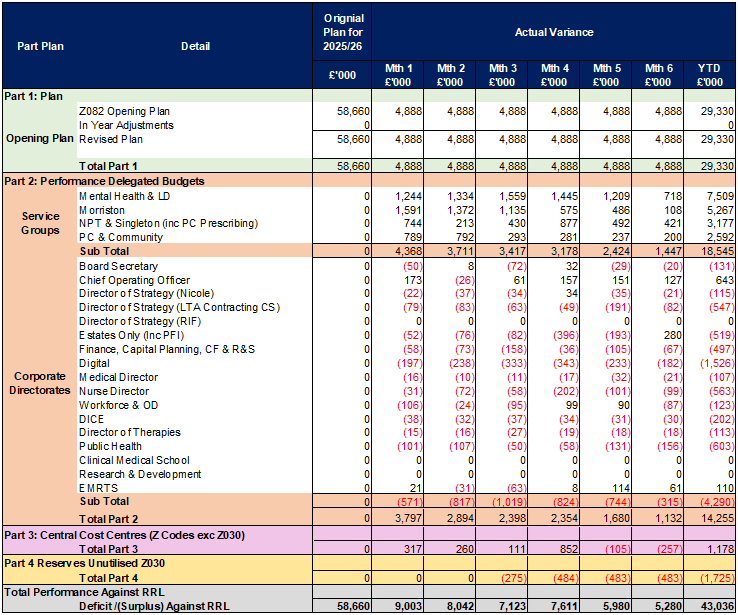 Part Plan Detail Orignial Plan for 2025/26 Actual Variance
£'000 Mth 1 £'000 Mth 2 £'000 Mth 3 £'000 Mth 4 £'000 Mth 5 £'000 Mth 6 £'000 YTD £'000
Part 1: Plan
Z082 Opening Plan 58,660 4,888 4,888 4,888 4,888 4,888 4,888 29,330
In Year Adjustments 0 0
Opening Plan Revised Plan 58,660 4,888 4,888 4,888 4,888 4,888 4,888 29,330
Total Part 1 58,660 4,888 4,888 4,888 4,888 4,888 4,888 29,330
Part 2: Performance Delegated Budgets
Service Groups
Mental Health & LD 0 1,244 1,334 1,559 1,445 1,209 718 7,509
Morriston 0 1,591 1,372 1,135 575 486 108 5,267
NPT & Singleton (inc PC Prescribing) 0 744 213 430 877 492 421 3,177
PC & Community 0 789 792 293 281 237 200 2,592
Sub Total 0 4,368 3,711 3,417 3,178 2,424 1,447 18,545
Corporate Directorates
Board Secretary 0 (50) 8 (72) 32 (29) (20) (131)
Chief Operating Officer 0 173 (26) 61 157 151 127 643
Director of Strategy (Nicole) 0 (22) (37) (34) 34 (35) (21) (115)
Director of Strategy (LTA Contracting CS) 0 (79) (83) (63) (49) (191) (82) (547)
Director of Strategy (RIF) 0 0 0 0 0 0 0 0
Estates Only (Inc PFI) 0 (52) (76) (82) (396) (193) 280 (519)
Finance, Capital Planning, CF & R&S 0 (58) (73) (158) (36) (105) (67) (497)
Digital 0 (197) (238) (333) (343) (233) (182) (1,526)
Medical Director 0 (16) (10) (11) (17) (32) (21) (107)
Nurse Director 0 (31) (72) (58) (202) (101) (99) (563)
Workforce & OD 0 (106) (24) (95) 99 90 (87) (123)
DICE 0 (38) (32) (37) (34) (31) (30) (202)
Director of Therapies 0 (15) (16) (27) (19) (18) (18) (113)
Public Health 0 (101) (107) (50) (58) (131) (156) (603)
Clinical Medical School 0 0 0 0 0 0 0 0
Research & Development 0 0 0 0 0 0 0 0
EMRTS 0 21 (31) (63) 8 114 61 110
Sub Total 0 (571) (817) (1,019) (824) (744) (315) (4,290)
Total Part 2 0 3,797 2,894 2,398 2,354 1,680 1,132 14,255
Part 3: Central Cost Centres (Z Codes exc Z030)
Total Part 3 0 317 260 111 852 (105) (257) 1,178
Part 4 Reserves Unutilised Z030
Total Part 4 0 0 0 (275) (484) (483) (483) (1,725)
Total Performance Against RRL
Deficit /(Surplus) Against RRL 58,660 9,003 8,042 7,123 7,611 5,980 5,280 43,036